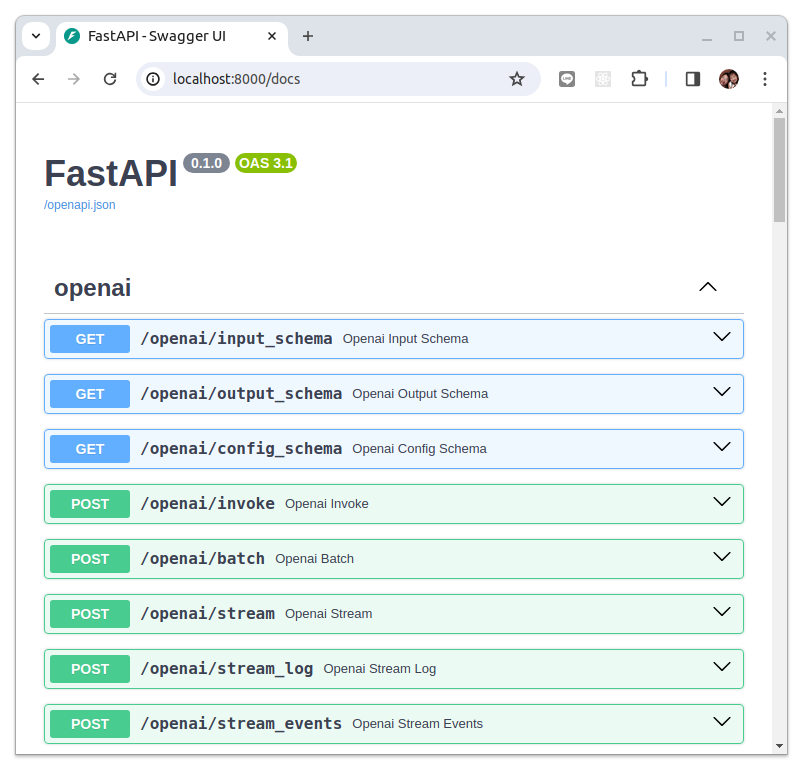 FastAPI - Swagger UI
localhost:8000/docs
FastAPI 0.1.0 OAS 3.1
/openapi.json
openai
GET /openai/input_schema Openai Input Schema
GET /openai/output_schema Openai Output Schema
GET /openai/config_schema Openai Config Schema
POST /openai/invoke Openai Invoke
POST /openai/batch Openai Batch
POST /openai/stream Openai Stream
POST /openai/stream_log Openai Stream Log
POST /openai/stream_events Openai Stream Events